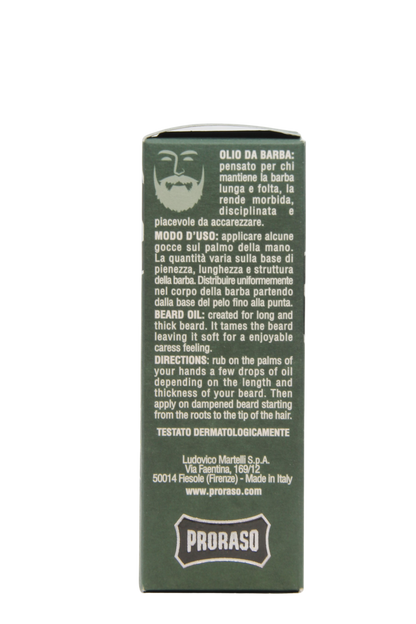 OLIO DA BARBA:
pensato per chi
mantiene la barba
lunga e folta, la
rende morbida,
disciplinata e
piacevole da accarezzare.
MODO D'USO: applicare alcune
gocce sul palmo della mano.
La quantità varia sulla base di
pienezza, lunghezza e struttura
della barba. Distribuire uniformemente
nel corpo della barba partendo
dalla base del pelo fino alla punta.
BEARD OIL: created for long and
thick beard. It tames the beard
leaving it soft for a enjoyable
caress feeling.
DIRECTIONS: rub on the palms of
your hands a few drops of oil
depending on the length and
thickness of your beard. Then
apply on dampened beard starting
from the roots to the tip of the hair.
TESTATO DERMATOLOGICAMENTE
Ludovico Martelli S.p.A.
Via Faentina, 169/12
50014 Fiesole (Firenze) - Made in Italy
www.proraso.com
PRORASO